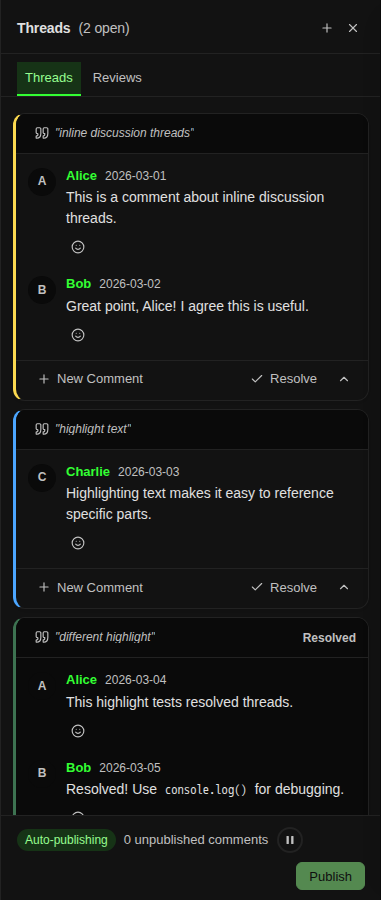 Threads (2 open)
Threads Reviews
"inline discussion threads"
A Alice 2026-03-01
This is a comment about inline discussion
threads.
B Bob 2026-03-02
Great point, Alice! I agree this is useful.
New Comment Resolve
"highlight text"
C Charlie 2026-03-03
Highlighting text makes it easy to reference
specific parts.
New Comment Resolve
"different highlight" Resolved
A Alice 2026-03-04
This highlight tests resolved threads.
B Bob 2026-03-05
Resolved! Use console.log() for debugging.
Auto-publishing 0 unpublished comments
Publish